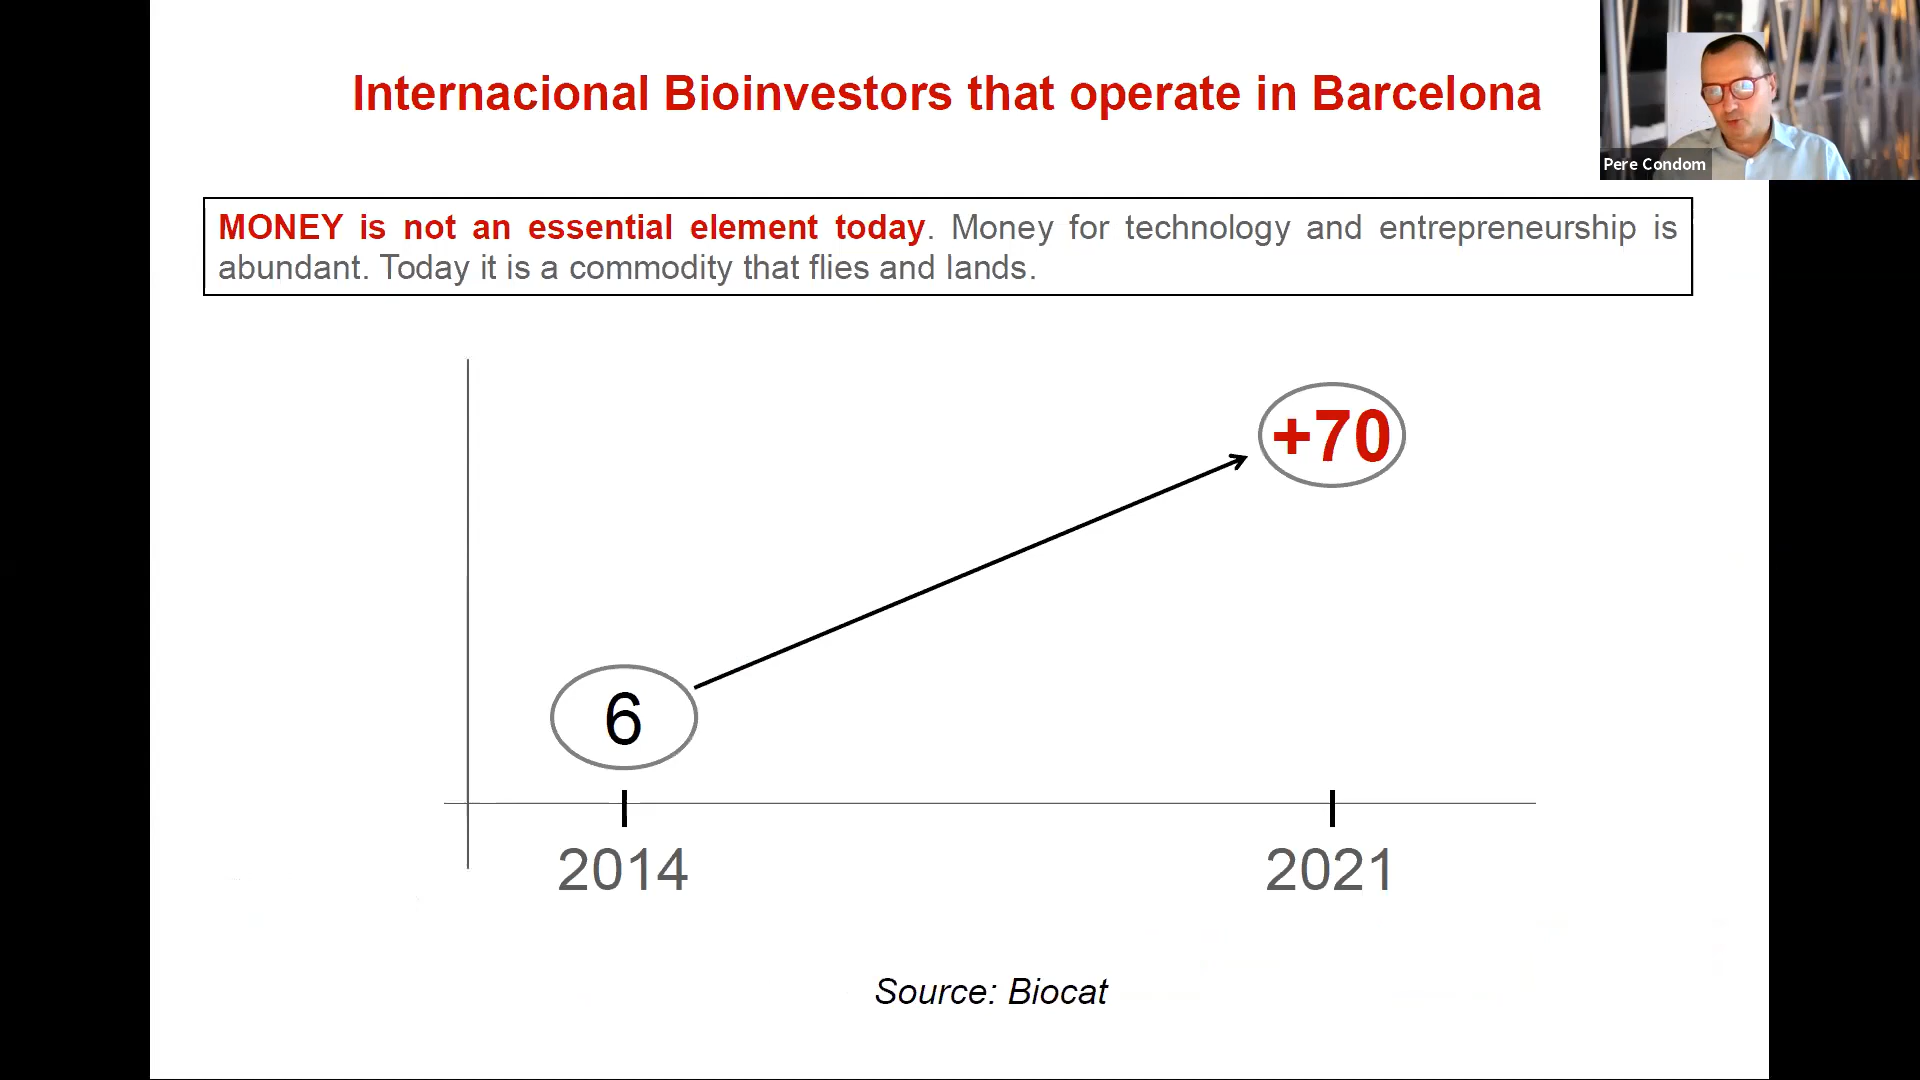 Internacional Bioinvestors that operate in Barcelona
Pere Condom
MONEY is not an essential element today. Money for technology and entrepreneurship is
abundant. Today it is a commodity that flies and lands.
+70
6
2014
2021
Source: Biocat